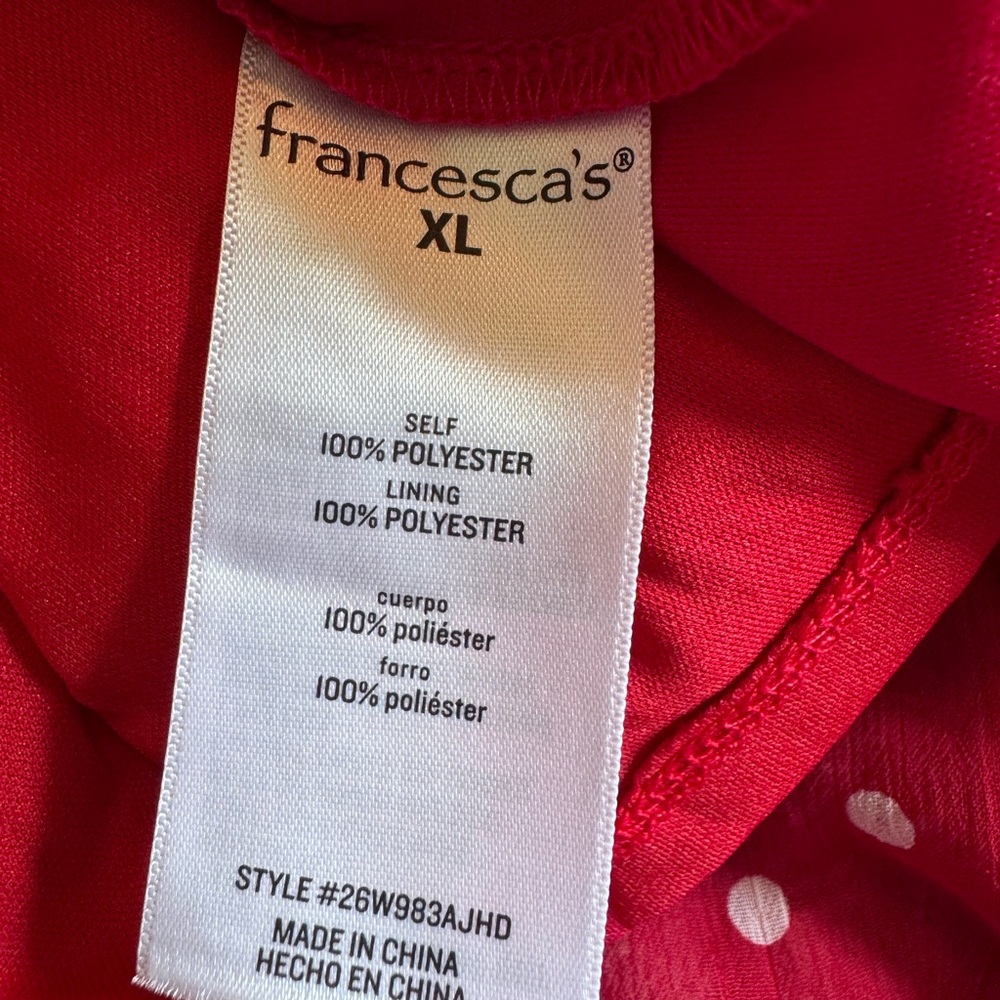 francesca's®
XL
SELF
100% POLYESTER
LINING
100% POLYESTER
cuerpo
100% poliéster
forro
100% poliéster
STYLE #26W983AJHD
MADE IN CHINA
HECHO EN CHINA